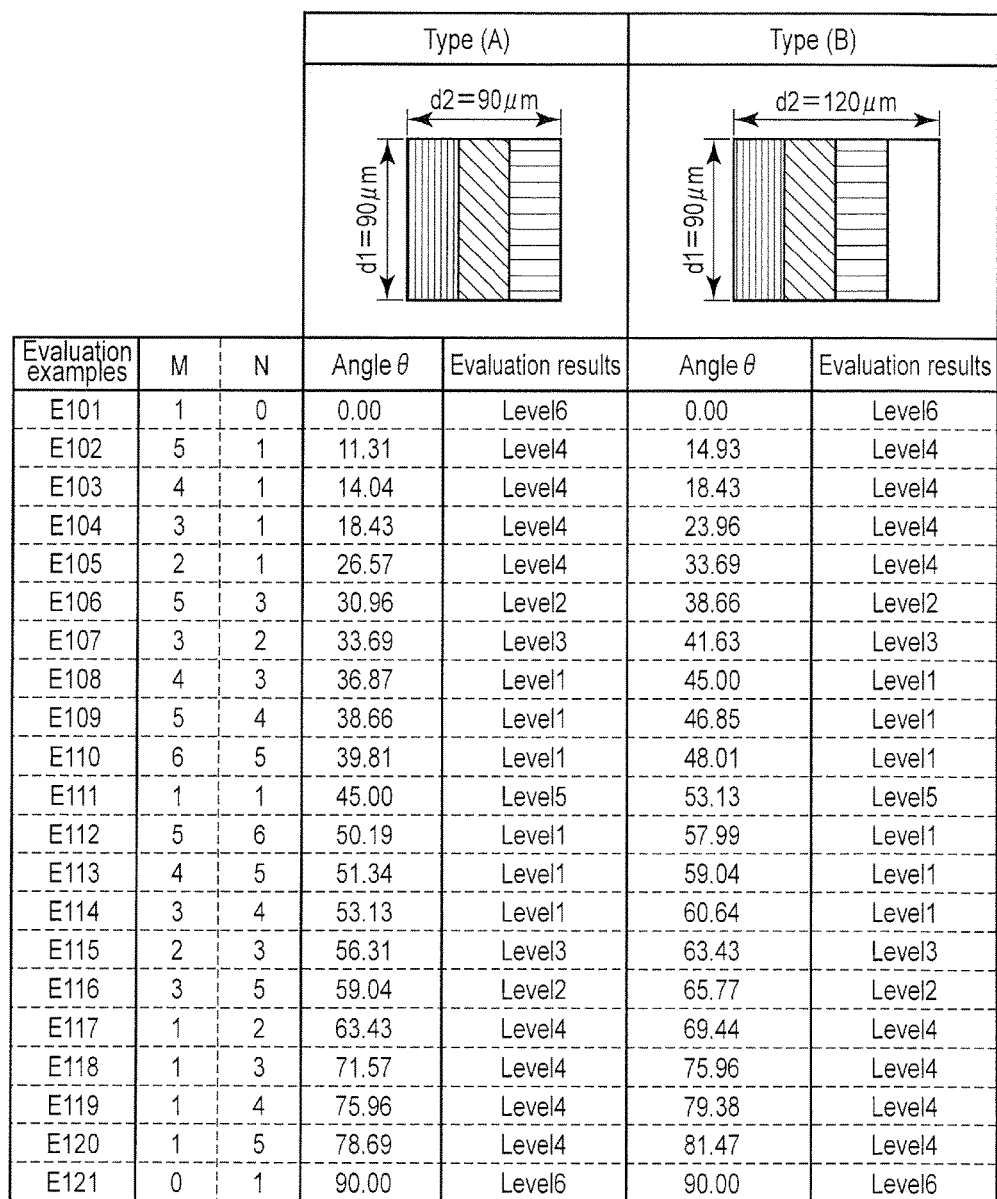 Type (A) Type (B)
d2=90μm d2=120μm
d1=90μm d1=90μm
Evaluation examples M N Angle θ Evaluation results Angle θ Evaluation results
E101 1 0 0.00 Level6 0.00 Level6
E102 5 1 11.31 Level4 14.93 Level4
E103 4 1 14.04 Level4 18.43 Level4
E104 3 1 18.43 Level4 23.96 Level4
E105 2 1 26.57 Level4 33.69 Level4
E106 5 3 30.96 Level2 38.66 Level2
E107 3 2 33.69 Level3 41.63 Level3
E108 4 3 36.87 Level1 45.00 Level1
E109 5 4 38.66 Level1 46.85 Level1
E110 6 5 39.81 Level1 48.01 Level1
E111 1 1 45.00 Level5 53.13 Level5
E112 5 6 50.19 Level1 57.99 Level1
E113 4 5 51.34 Level1 59.04 Level1
E114 3 4 53.13 Level1 60.64 Level1
E115 2 3 56.31 Level3 63.43 Level3
E116 3 5 59.04 Level2 65.77 Level2
E117 1 2 63.43 Level4 69.44 Level4
E118 1 3 71.57 Level4 75.96 Level4
E119 1 4 75.96 Level4 79.38 Level4
E120 1 5 78.69 Level4 81.47 Level4
E121 0 1 90.00 Level6 90.00 Level6